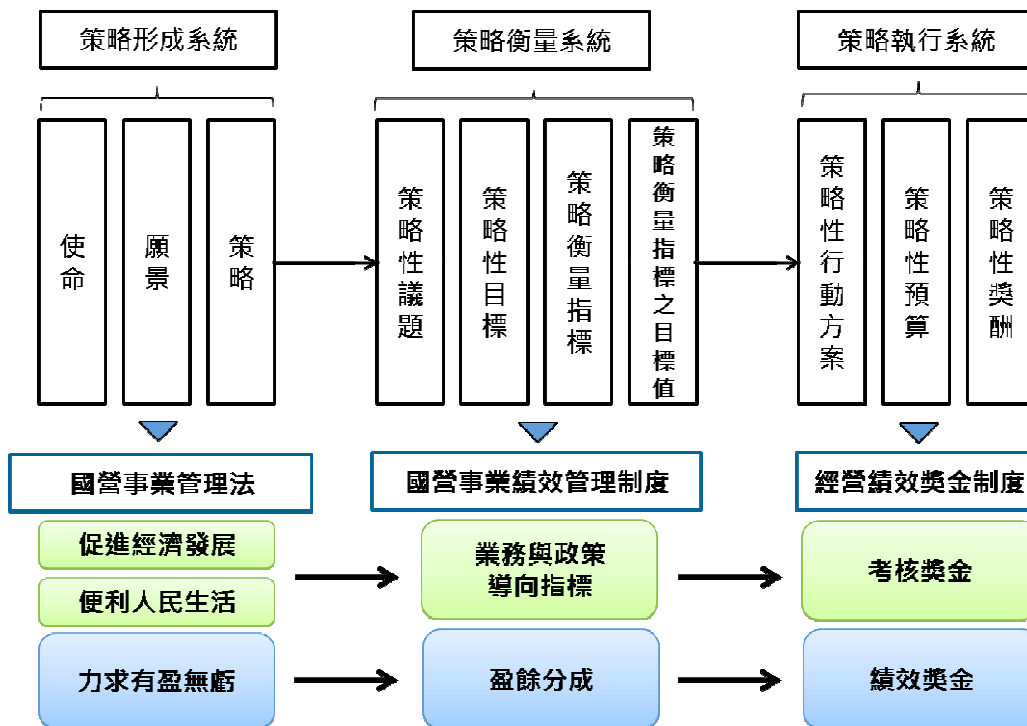 策略形成系統
策略衡量系統
策略執行系統
使命
願景
策略
策略性議題
策略性目標
策略衡量指標
策略衡量指標之目標值
策略性行動方案
策略性預算
策略性獎酬
國營事業管理法
國營事業績效管理制度
經營績效獎金制度
促進經濟發展
便利人民生活
業務與政策
導向指標
考核獎金
力求有盈無虧
盈餘分成
績效獎金